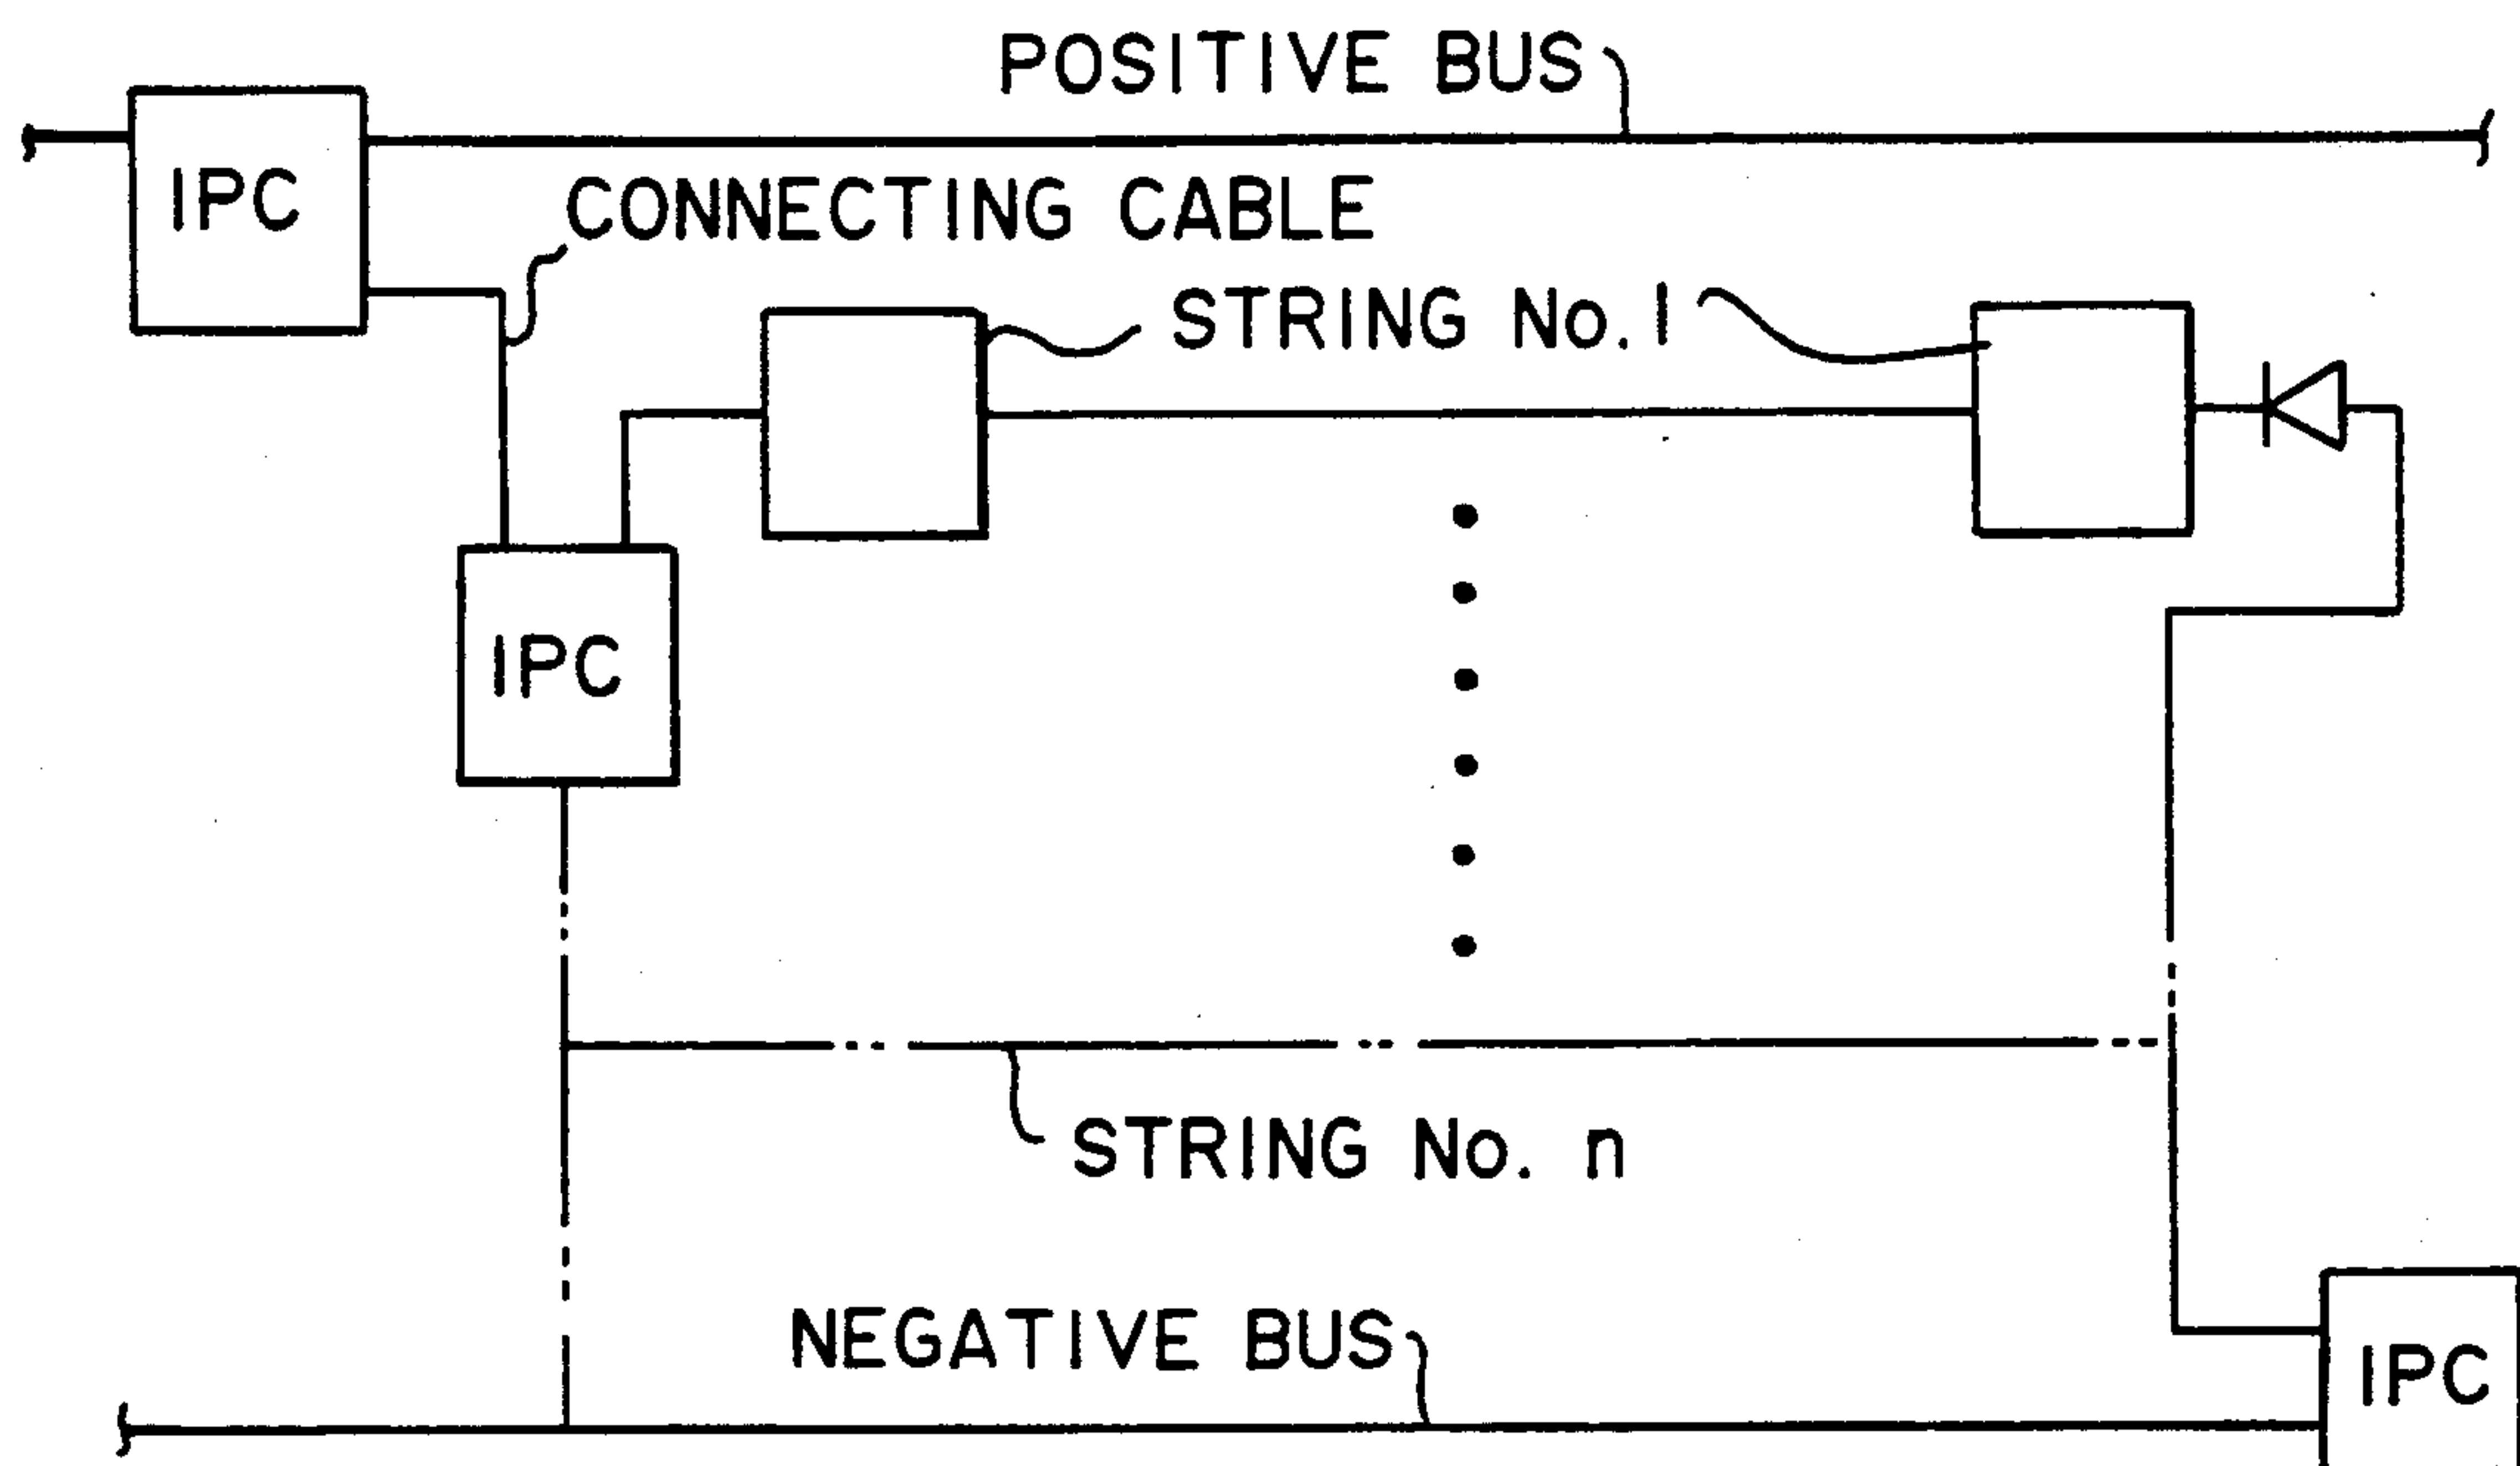 POSITIVE BUS
IPC
CONNECTING CABLE
STRING No. 1
IPC
STRING No. n
NEGATIVE BUS
IPC